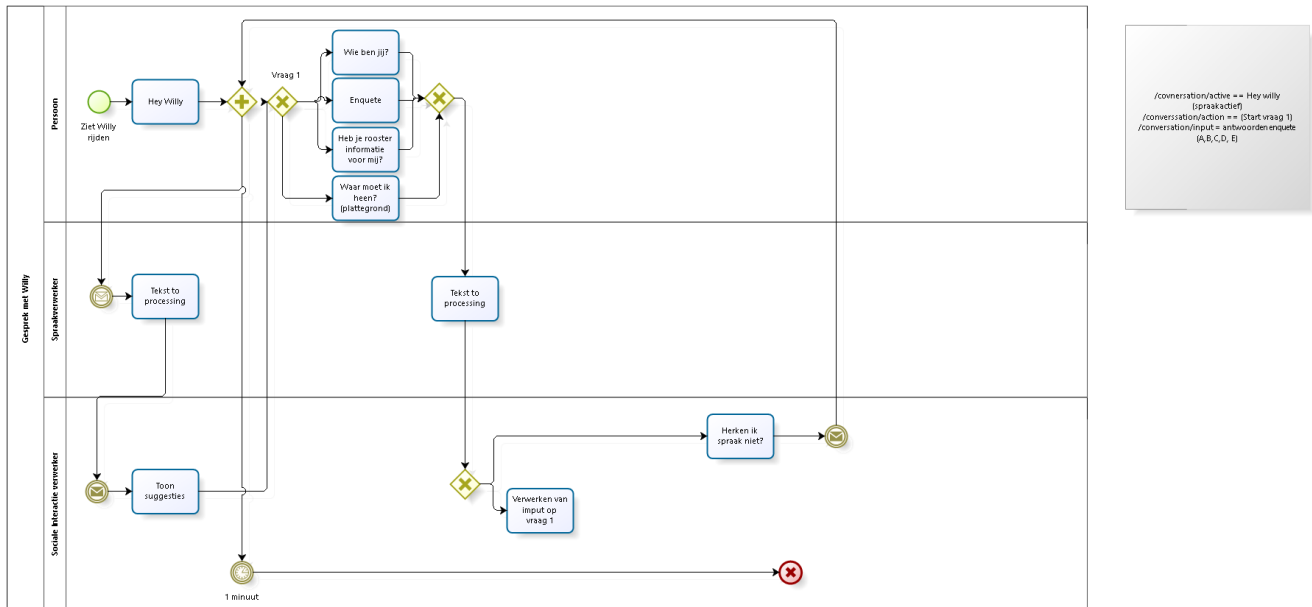 Gesprek met Willy
Persoon
Ziet Willy
rijden
Hey Willy
Vraag 1
Wie ben jij?
Enquete
Heb je rooster
informatie
voor mij?
Waar moet ik
heen?
(plattegrond)
Spraakverwerker
Tekst to
processing
Tekst to
processing
Sociale Interactie verwerker
Toon
suggesties
Herken ik
spraak niet?
Verwerken van
imput op
vraag 1
1 minuut
/covnersation/active == Hey willy
(spraakactief)
/converssation/action == (Start vraag 1)
/conversation/input = antwoorden enquete
(A,B,C,D, E)